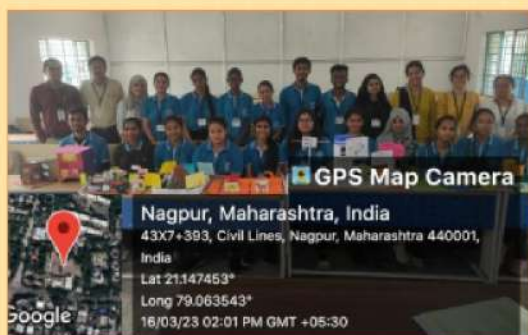 GPS Map Camera
Nagpur, Maharashtra, India
43X7+393, Civil Lines, Nagpur, Maharashtra 440001,
India
Lat 21.147453°
Long 79.063543°
16/03/23 02:01 PM GMT +05:30
Google